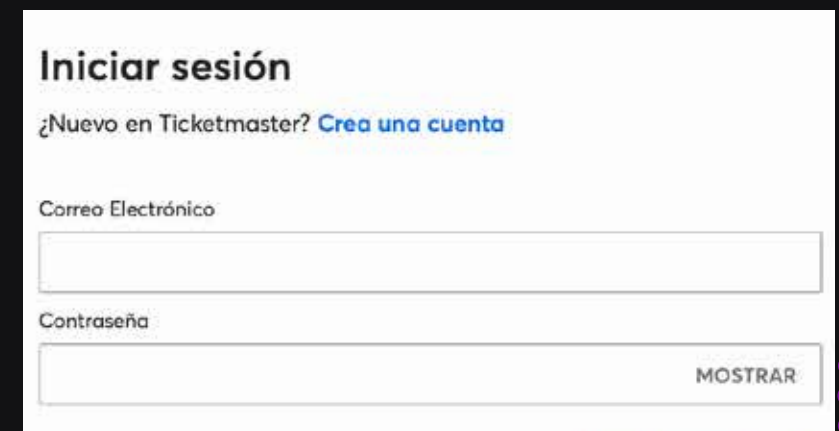 Iniciar sesión
¿Nuevo en Ticketmaster? Crea una cuenta
Correo Electrónico
Contraseña
MOSTRAR